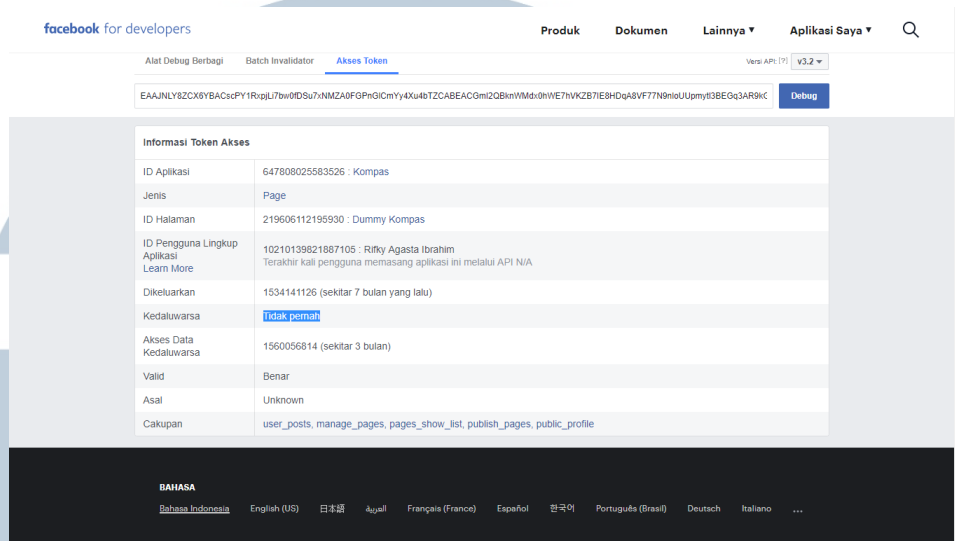 facebook for developers
Produk Dokumen Lainnya ▼ Aplikasi Saya ▼
Alat Debug Berbagi Batch Invalidator Akses Token Versi API: [?] v3.2
Debug
Informasi Token Akses
ID Aplikasi 647808025583526 : Kompas
Jenis Page
ID Halaman 219606112195930 : Dummy Kompas
ID Pengguna Lingkup
Aplikasi
Learn More
10210139821887105 : Rifky Agasta Ibrahim
Terakhir kali pengguna memasang aplikasi ini melalui API N/A
Dikeluarkan 1534141126 (sekitar 7 bulan yang lalu)
Kedaluwarsa Tidak pernah
Akses Data
Kedaluwarsa
1560056814 (sekitar 3 bulan)
Valid Benar
Asal Unknown
Cakupan user_posts, manage_pages, pages_show_list, publish_pages, public_profile
BAHASA
Bahasa Indonesia English (US) 日本語 العربية Français (France) Español 한국어 Português (Brasil) Deutsch Italiano ...